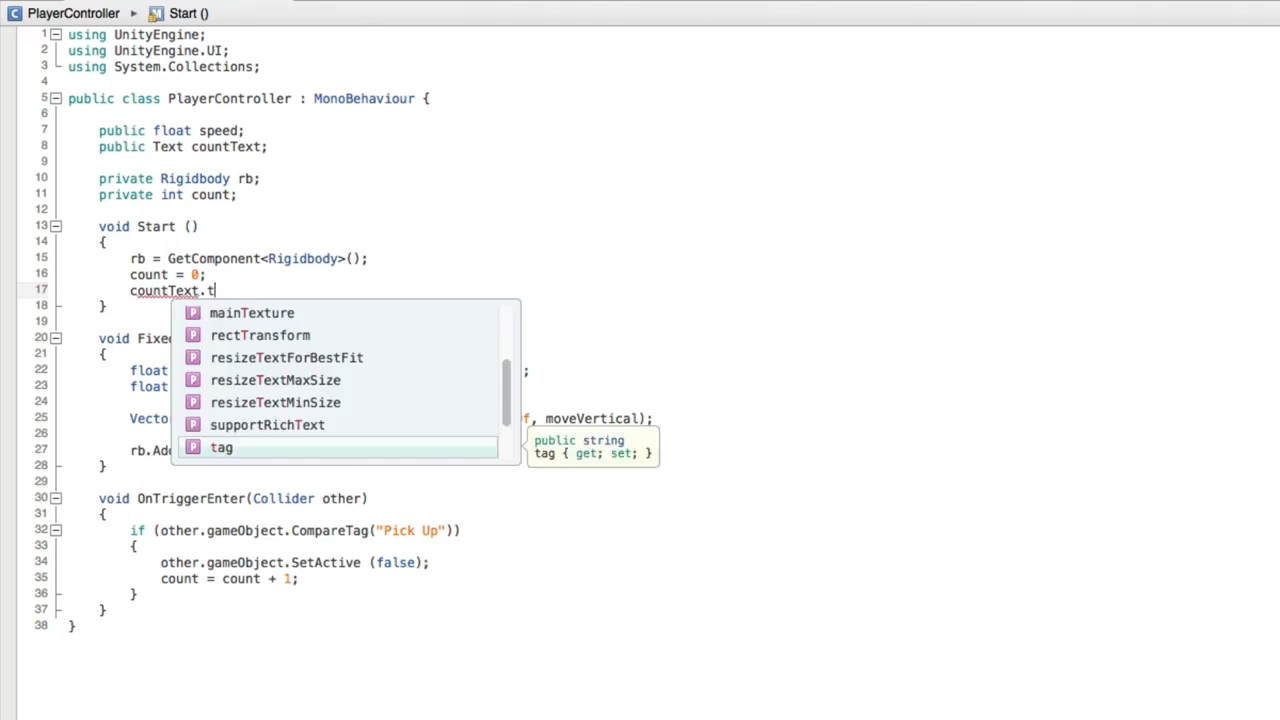 PlayerController ▸ Start ()
1 using UnityEngine;
2 using UnityEngine.UI;
3 using System.Collections;
4
5 public class PlayerController : MonoBehaviour {
6
7 public float speed;
8 public Text countText;
9
10 private Rigidbody rb;
11 private int count;
12
13 void Start ()
14 {
15 rb = GetComponent<Rigidbody>();
16 count = 0;
17 countText.t
18 }
mainTexture
19
rectTransform
20 void Fixe
21 {
resizeTextForBestFit
22 float ;
resizeTextMaxSize
23 float
24
resizeTextMinSize
25 Vecto f, moveVertical);
supportRichText
26
public string
tag
27 rb.Ad
tag { get; set; }
28 }
29
30 void OnTriggerEnter(Collider other)
31 {
32 if (other.gameObject.CompareTag("Pick Up"))
33 {
34 other.gameObject.SetActive (false);
35 count = count + 1;
36 }
37 }
38 }